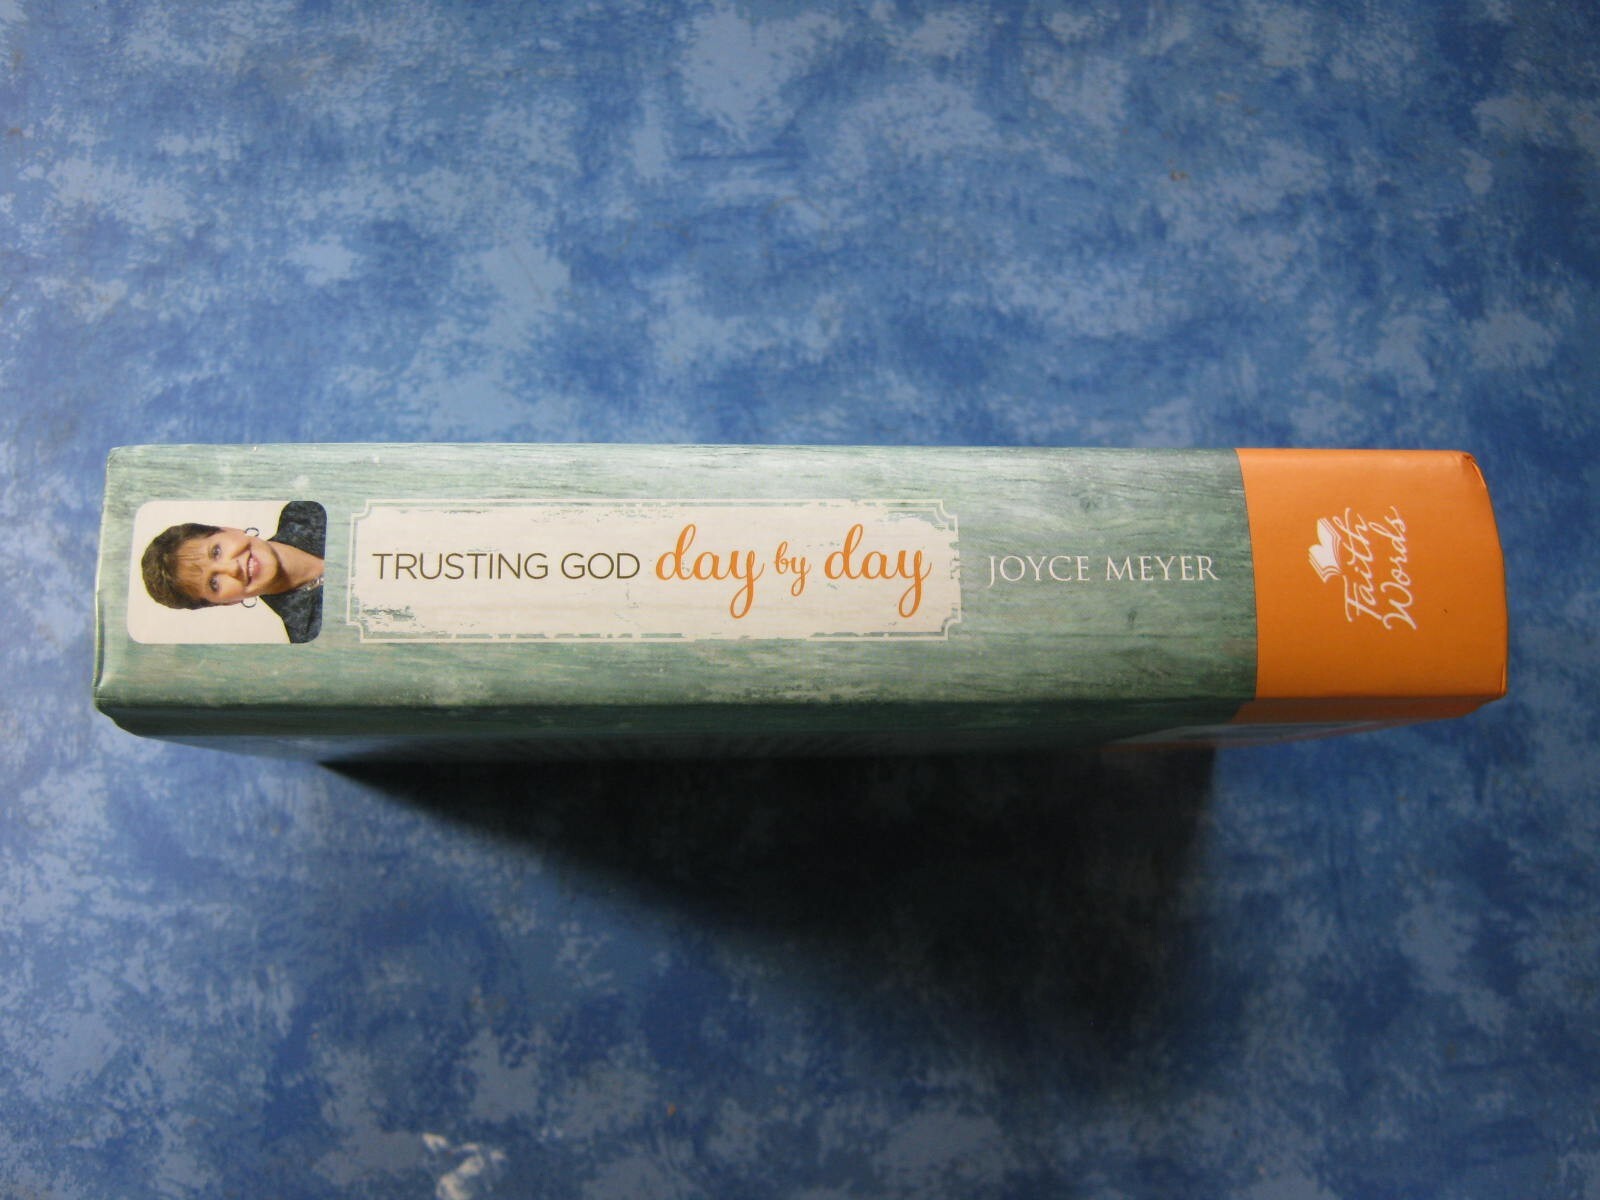 TRUSTING GOD day by day
JOYCE MEYER
Faith
Words